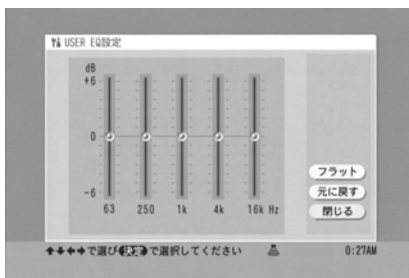 USER EQ設定
dB
+6
0
-6
63 250 1k 4k 16k Hz
フラット
元に戻す
閉じる
↑↓←→で選び決定で選択してください
0:27AM